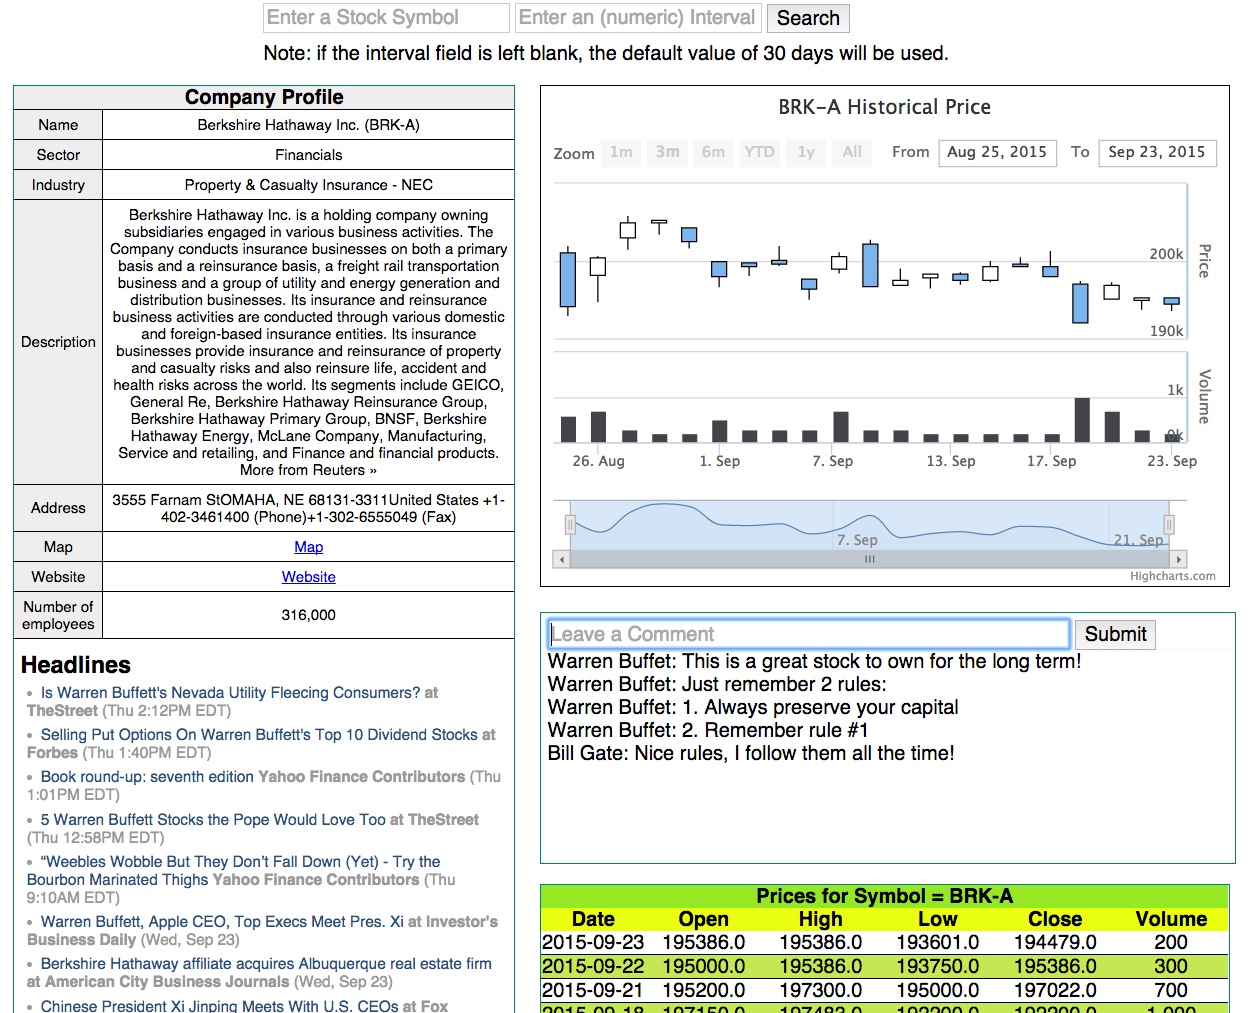 Enter a Stock Symbol Enter an (numeric) Interval Search
Note: if the interval field is left blank, the default value of 30 days will be used.
Company Profile
Name Berkshire Hathaway Inc. (BRK-A)
Sector Financials
Industry Property & Casualty Insurance - NEC
Description
Berkshire Hathaway Inc. is a holding company owning
subsidiaries engaged in various business activities. The
Company conducts insurance businesses on both a primary
basis and a reinsurance basis, a freight rail transportation
business and a group of utility and energy generation and
distribution businesses. Its insurance and reinsurance
business activities are conducted through various domestic
and foreign-based insurance entities. Its insurance
businesses provide insurance and reinsurance of property
and casualty risks and also reinsure life, accident and
health risks across the world. Its segments include GEICO,
General Re, Berkshire Hathaway Reinsurance Group,
Berkshire Hathaway Primary Group, BNSF, Berkshire
Hathaway Energy, McLane Company, Manufacturing,
Service and retailing, and Finance and financial products.
More from Reuters »
Address
3555 Farnam StOMAHA, NE 68131-3311United States +1-
402-3461400 (Phone)+1-302-6555049 (Fax)
Map Map
Website Website
Number of
employees
316,000
Headlines
• Is Warren Buffett's Nevada Utility Fleecing Consumers? at
TheStreet (Thu 2:12PM EDT)
• Selling Put Options On Warren Buffett's Top 10 Dividend Stocks at
Forbes (Thu 1:40PM EDT)
• Book round-up: seventh edition Yahoo Finance Contributors (Thu
1:01PM EDT)
• 5 Warren Buffett Stocks the Pope Would Love Too at TheStreet
(Thu 12:58PM EDT)
• “Weebles Wobble But They Don’t Fall Down (Yet) - Try the
Bourbon Marinated Thighs Yahoo Finance Contributors (Thu
9:10AM EDT)
• Warren Buffett, Apple CEO, Top Execs Meet Pres. Xi at Investor's
Business Daily (Wed, Sep 23)
• Berkshire Hathaway affiliate acquires Albuquerque real estate firm
at American City Business Journals (Wed, Sep 23)
• Chinese President Xi Jinping Meets With U.S. CEOs at Fox
BRK-A Historical Price
Zoom 1m 3m 6m YTD 1y All From Aug 25, 2015 To Sep 23, 2015
200k
Price
190k
1k
Volume
0k
26. Aug 1. Sep 7. Sep 13. Sep 17. Sep 23. Sep
7. Sep 21. Sep
Highcharts.com
Leave a Comment Submit
Warren Buffet: This is a great stock to own for the long term!
Warren Buffet: Just remember 2 rules:
Warren Buffet: 1. Always preserve your capital
Warren Buffet: 2. Remember rule #1
Bill Gate: Nice rules, I follow them all the time!
Prices for Symbol = BRK-A
Date Open High Low Close Volume
2015-09-23 195386.0 195386.0 193601.0 194479.0 200
2015-09-22 195000.0 195386.0 193750.0 195386.0 300
2015-09-21 195200.0 197300.0 195000.0 197022.0 700